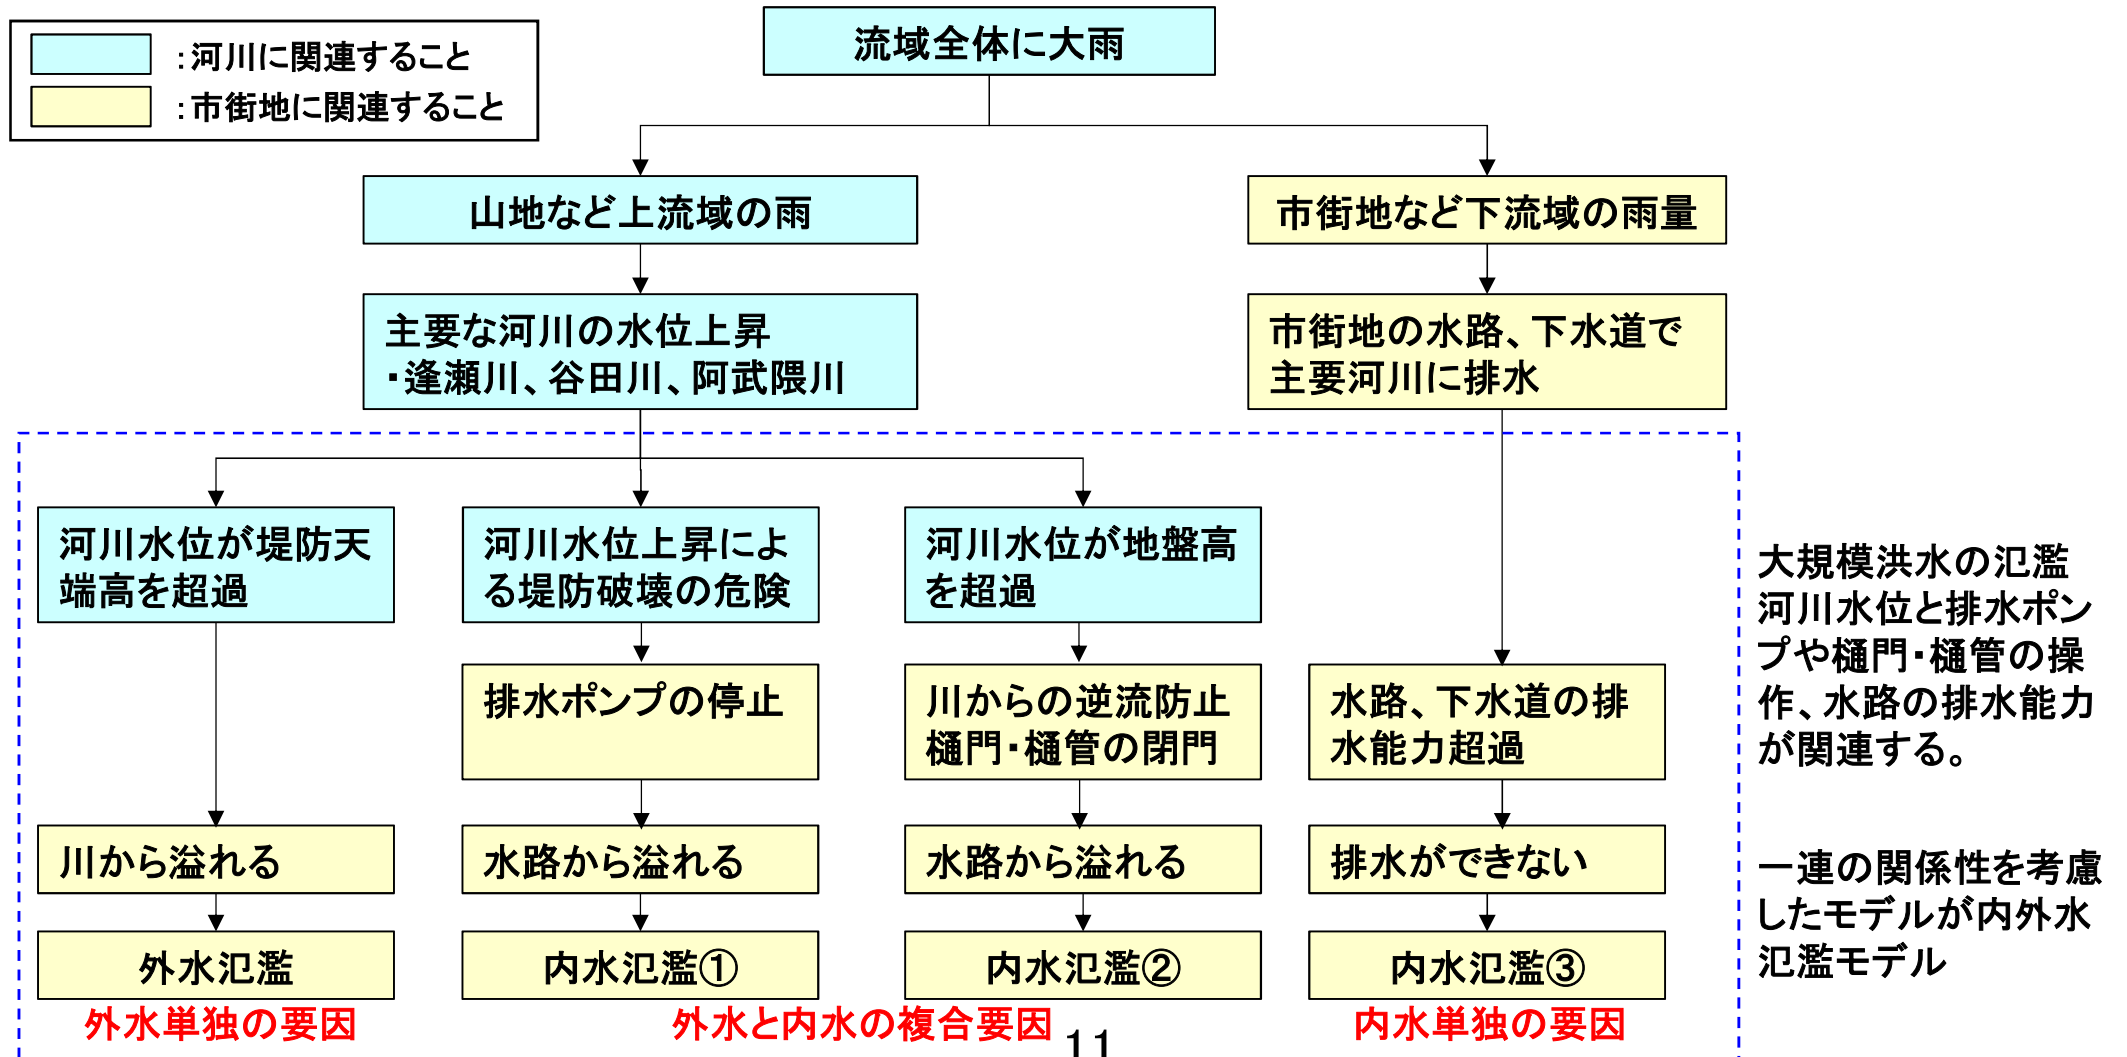 :河川に関連すること
:市街地に関連すること
流域全体に大雨
山地など上流域の雨
市街地など下流域の雨量
主要な河川の水位上昇
・逢瀬川、谷田川、阿武隈川
市街地の水路、下水道で
主要河川に排水
河川水位が堤防天
端高を超過
河川水位上昇によ
る堤防破壊の危険
河川水位が地盤高
を超過
排水ポンプの停止
川からの逆流防止
樋門・樋管の閉門
水路、下水道の排
水能力超過
川から溢れる
水路から溢れる
水路から溢れる
排水ができない
外水氾濫
内水氾濫①
内水氾濫②
内水氾濫③
外水単独の要因
外水と内水の複合要因
内水単独の要因
大規模洪水の氾濫
河川水位と排水ポン
プや樋門・樋管の操
作、水路の排水能力
が関連する。
一連の関係性を考慮
したモデルが内外水
氾濫モデル
11